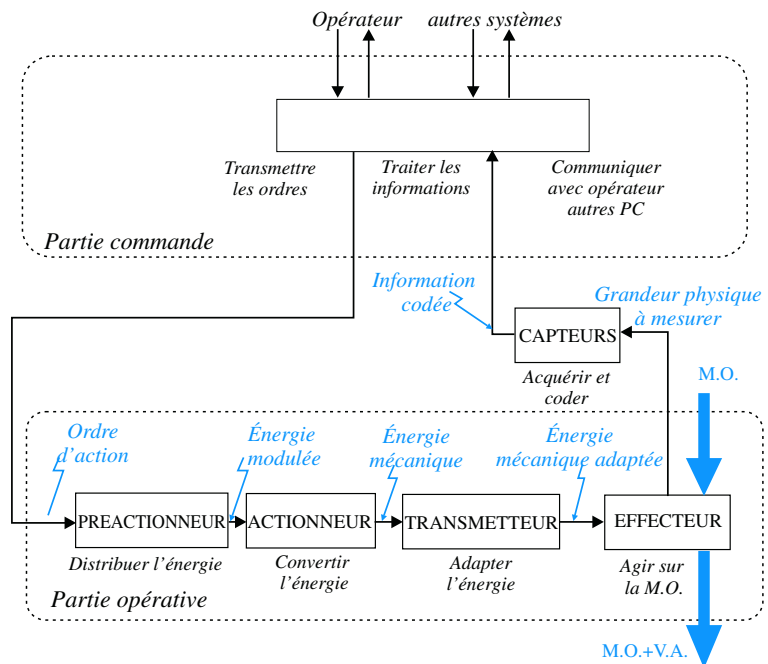 Opérateur
autres systèmes
Transmettre
les ordres
Traiter les
informations
Communiquer
avec opérateur
autres PC
Partie commande
Information
codée
Grandeur physique
à mesurer
CAPTEURS
Acquérir et
coder
M.O.
Ordre
d'action
Énergie
modulée
Énergie
mécanique
Énergie
mécanique adaptée
PREACTIONNEUR
ACTIONNEUR
TRANSMETTEUR
EFFECTEUR
Distribuer l'énergie
Convertir
l'énergie
Adapter
l'énergie
Agir sur
la M.O.
Partie opérative
M.O.+V.A.